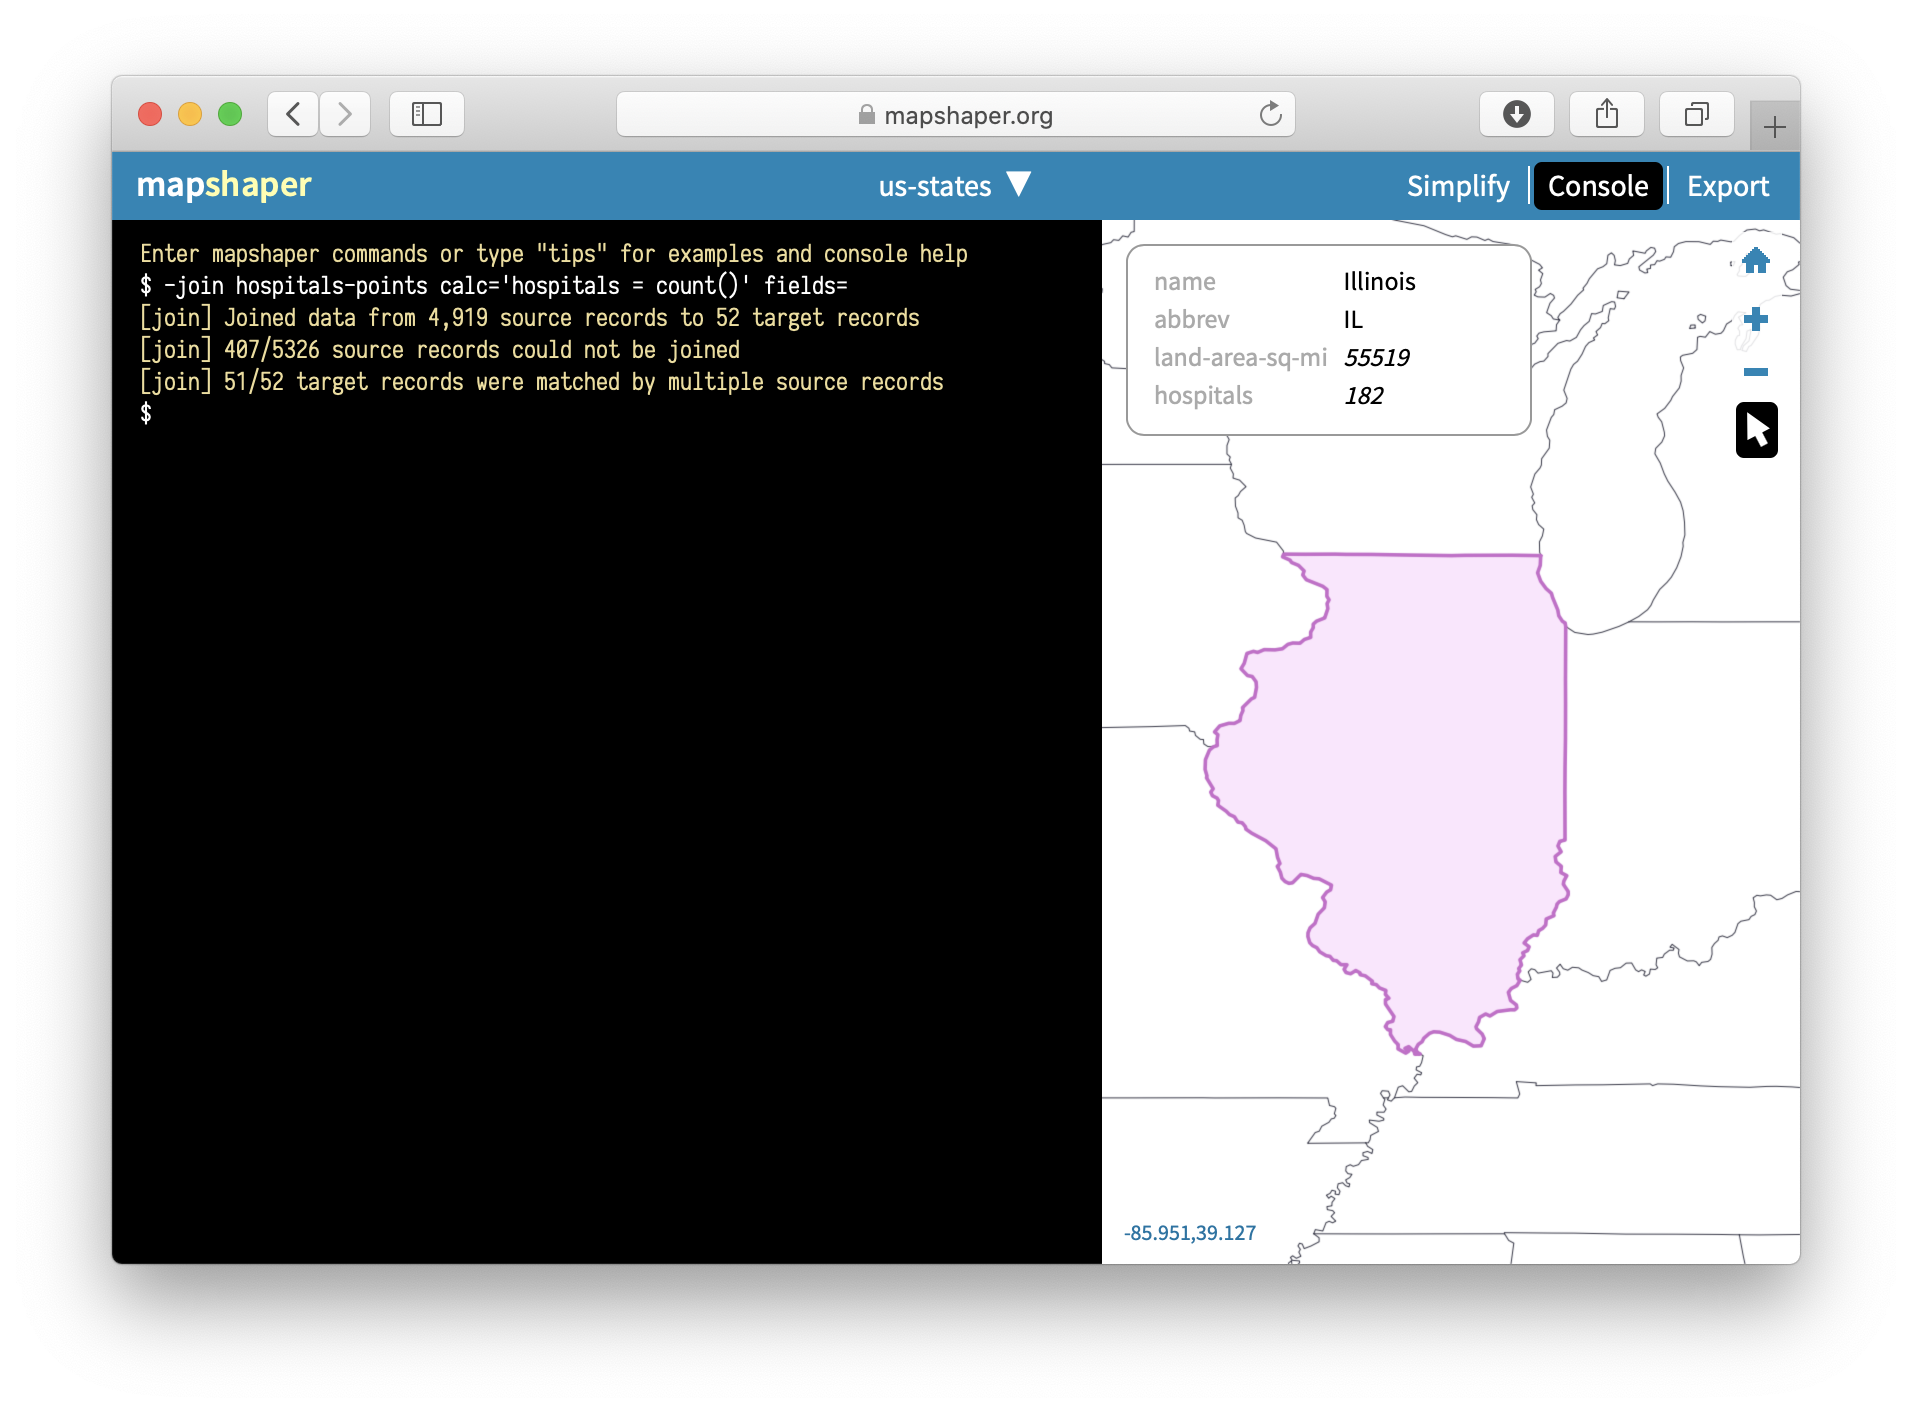 mapshaper.org
mapshaper
us-states
Simplify
Console
Export
Enter mapshaper commands or type "tips" for examples and console help
$ -join hospitals-points calc='hospitals = count()' fields=
[join] Joined data from 4,919 source records to 52 target records
[join] 407/5326 source records could not be joined
[join] 51/52 target records were matched by multiple source records
$
name Illinois
abbrev IL
land-area-sq-mi 55519
hospitals 182
-85.951,39.127